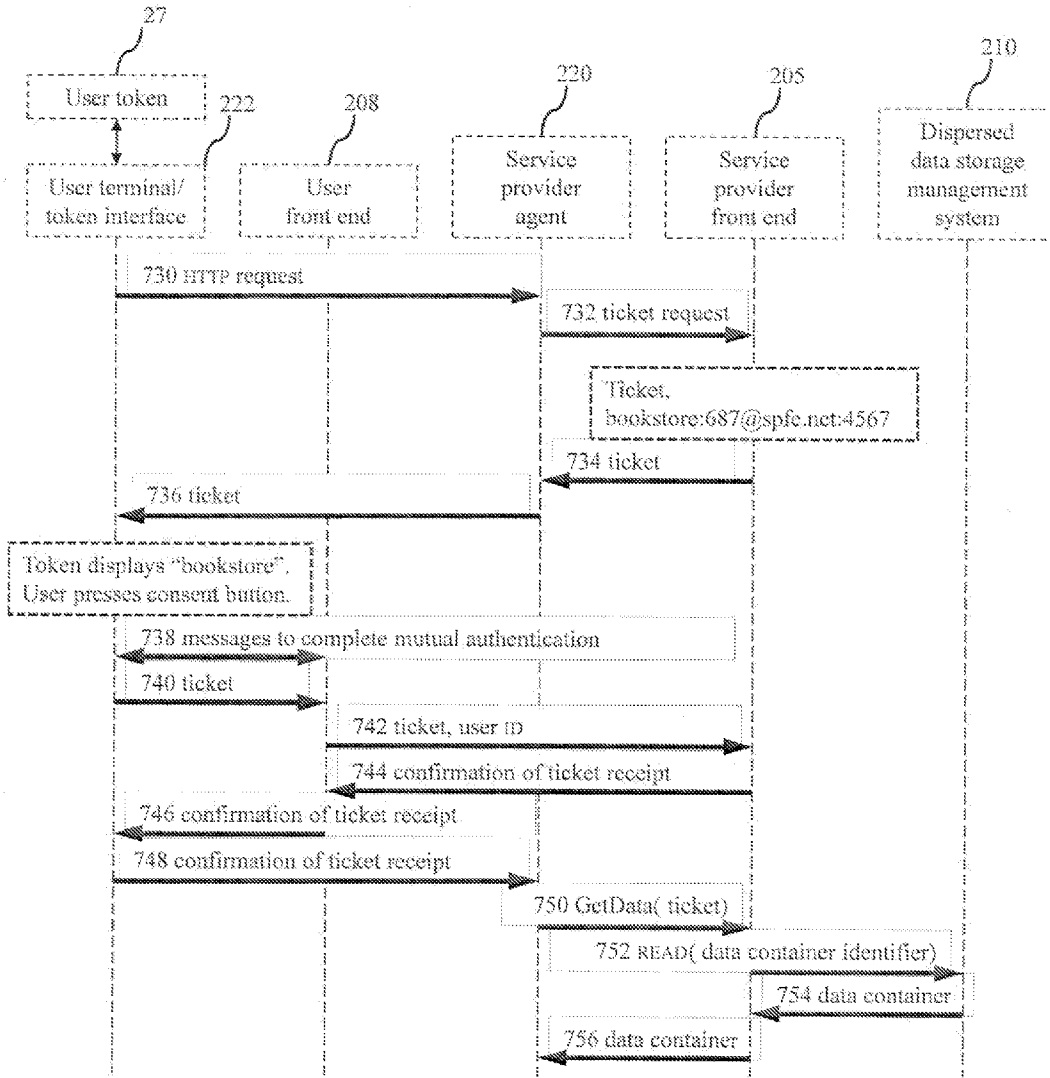 27
210
User token
222
208
220
205
User terminal/
token interface
User
front end
Service
provider
agent
Service
provider
front end
Dispersed
data storage
management
system
730 HTTP request
732 ticket request
Ticket,
bookstore:687@spfe.net:4567
734 ticket
736 ticket
Token displays “bookstore”.
User presses consent button.
738 messages to complete mutual authentication
740 ticket
742 ticket, user ID
744 confirmation of ticket receipt
746 confirmation of ticket receipt
748 confirmation of ticket receipt
750 GetData( ticket)
752 READ( data container identifier)
754 data container
756 data container